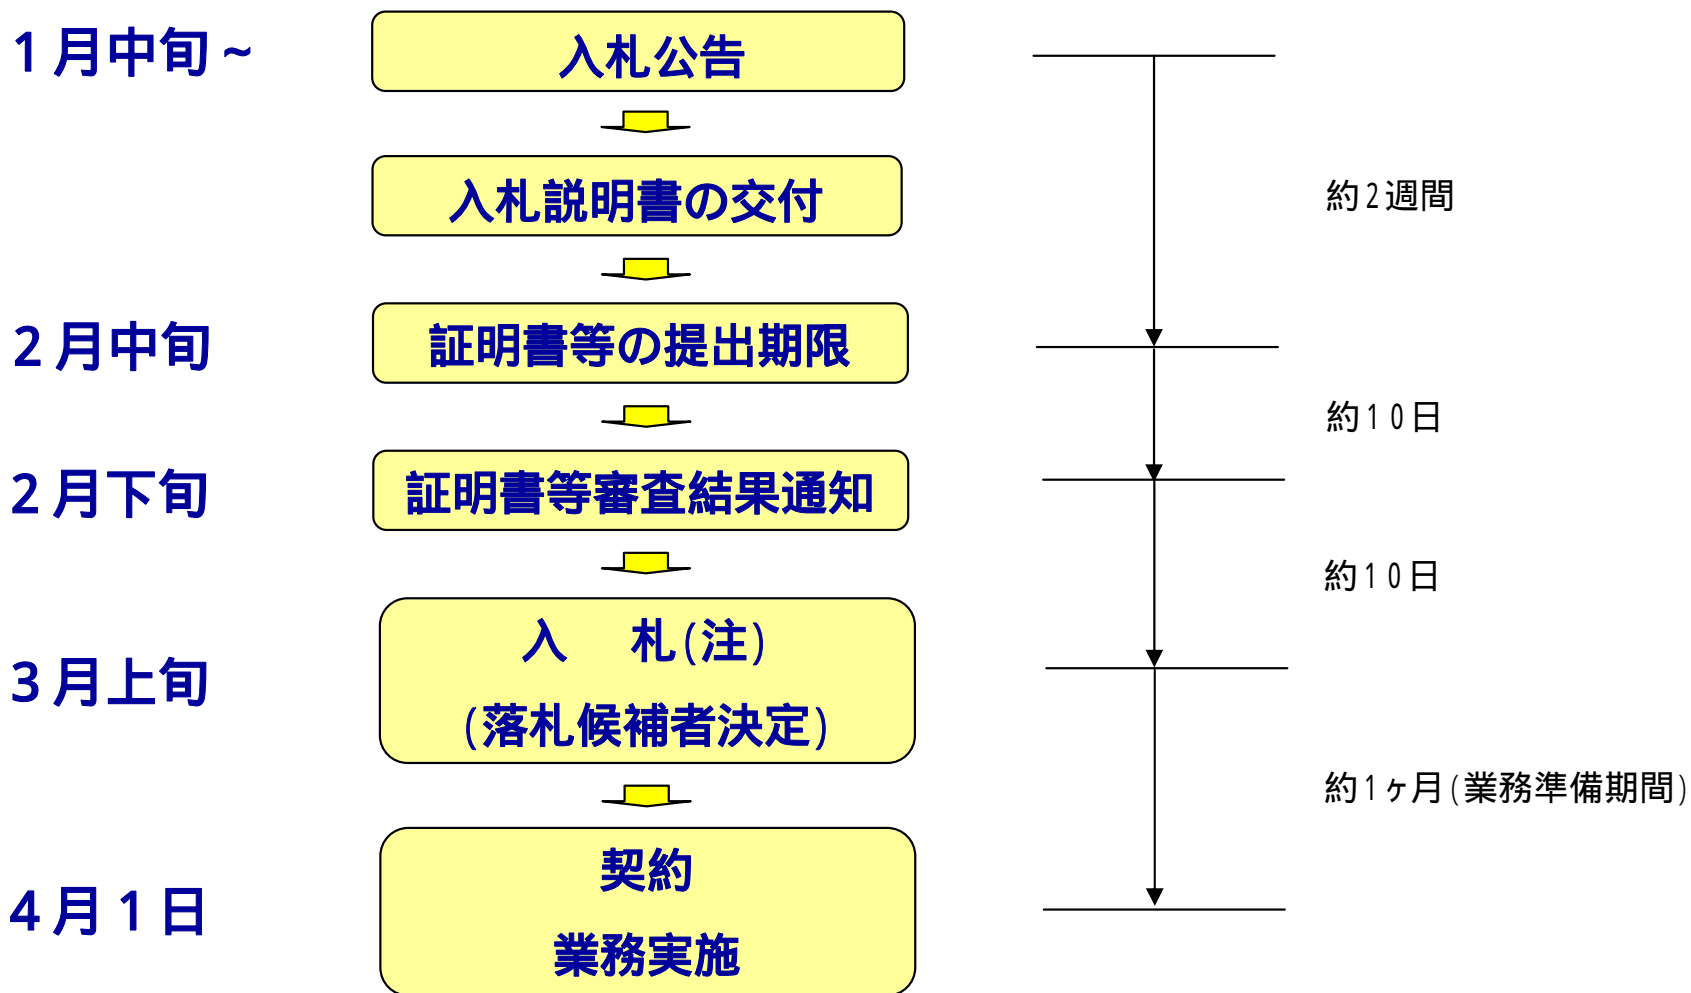 1月中旬~
入札公告
入札説明書の交付
約2週間
2月中旬
証明書等の提出期限
約10日
2月下旬
証明書等審査結果通知
約10日
3月上旬
入　札(注)
(落札候補者決定)
約1ヶ月(業務準備期間)
4月1日
契約
業務実施